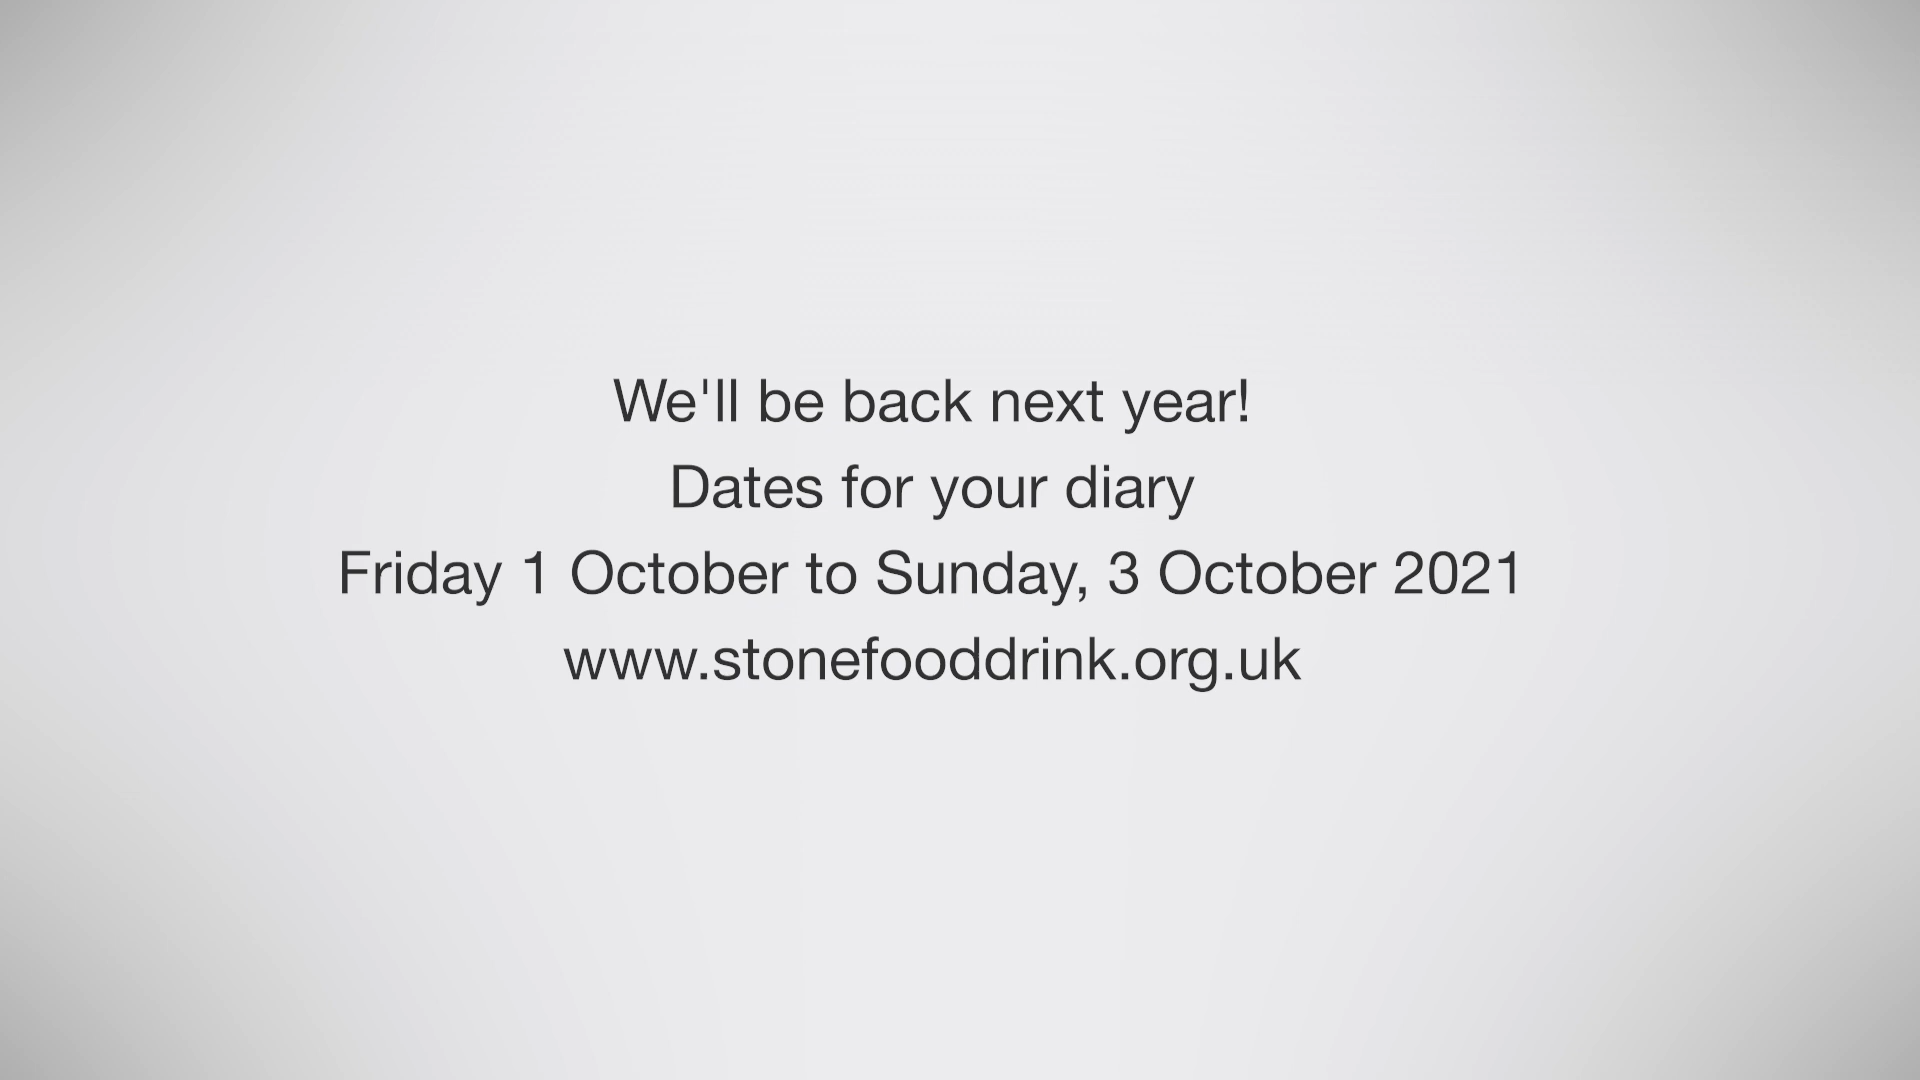 We'll be back next year!
Dates for your diary
Friday 1 October to Sunday, 3 October 2021
www.stonefooddrink.org.uk